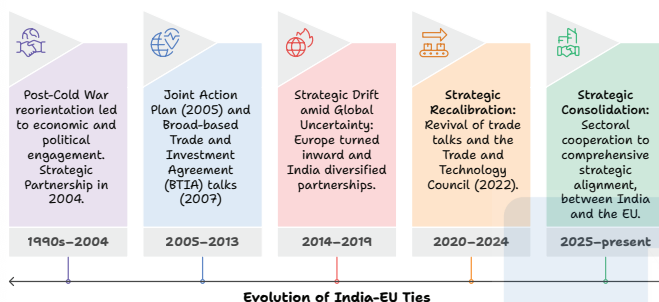 Post-Cold War
reorientation led
to economic and
political
engagement.
Strategic
Partnership in
2004.
1990s-2004
Joint Action
Plan (2005) and
Broad-based
Trade and
Investment
Agreement
(BTIA) talks
(2007)
2005-2013
Strategic Drift
amid Global
Uncertainty:
Europe turned
inward and
India diversified
partnerships.
2014-2019
Strategic
Recalibration:
Revival of trade
talks and the
Trade and
Technology
Council (2022).
2020-2024
Strategic
Consolidation:
Sectoral
cooperation to
comprehensive
strategic
alignment,
between India
and the EU.
2025-present
Evolution of India-EU Ties